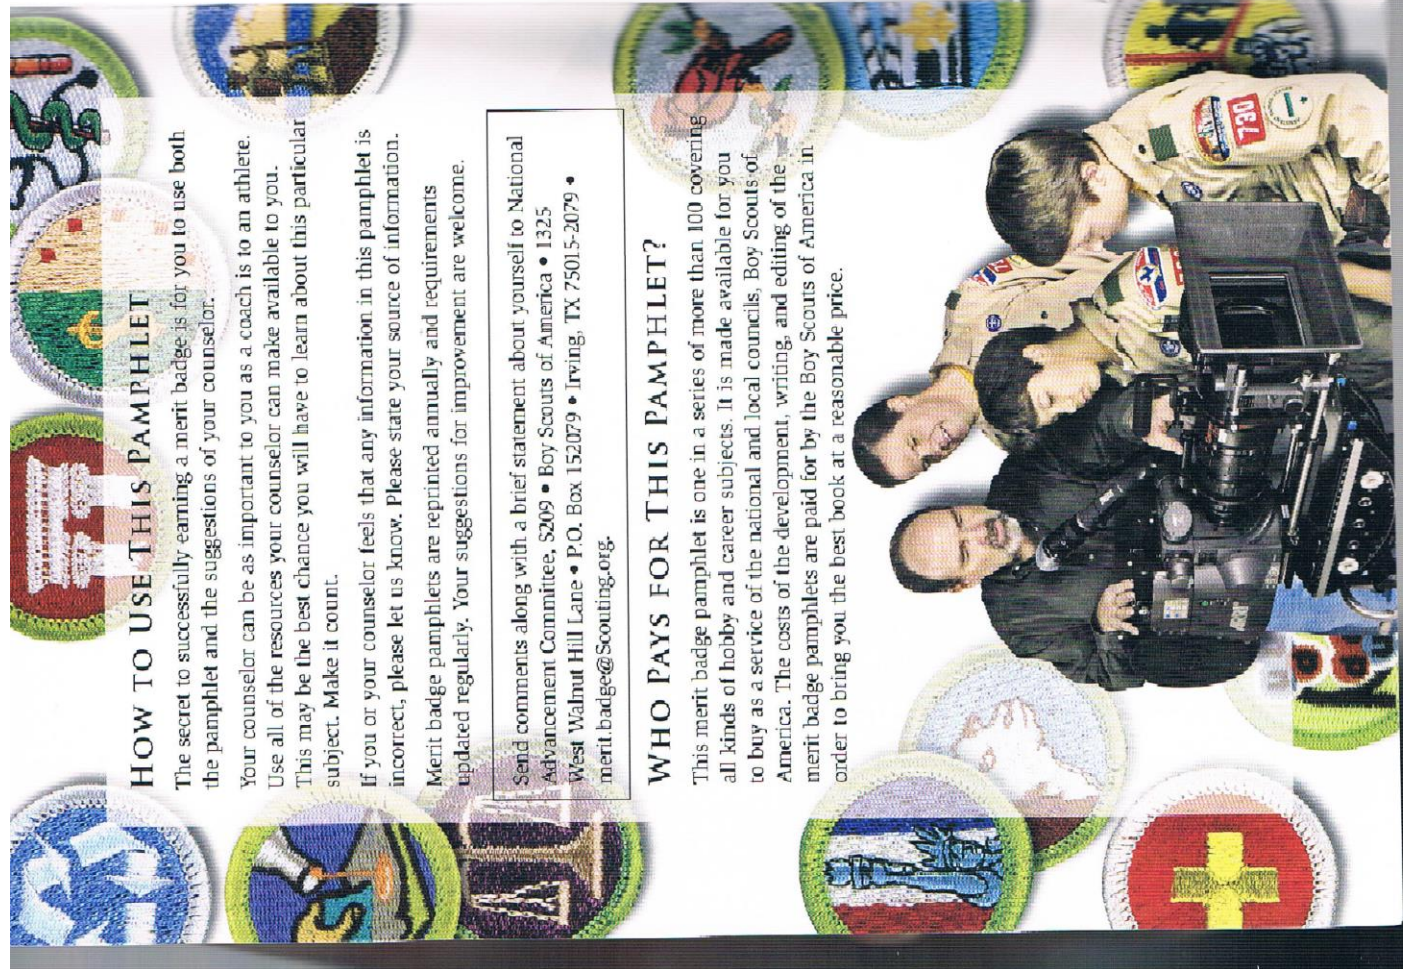 HOW TO USE THIS PAMPHLET
The secret to successfully earning a merit badge is for you to use both
the pamphlet and the suggestions of your counselor.
Your counselor can be as important to you as a coach is to an athlete.
Use all of the resources your counselor can make available to you.
This may be the best chance you will have to learn about this particular
subject. Make it count.
If you or your counselor feels that any information in this pamphlet is
incorrect, please let us know. Please state your source of information.
Merit badge pamphlets are reprinted annually and requirements
updated regularly. Your suggestions for improvement are welcome.
Send comments along with a brief statement about yourself to National
Advancement Committee, S209 • Boy Scouts of America • 1325
West Walnut Hill Lane • P.O. Box 152079 • Irving, TX 75015-2079 •
merit.badge@Scouting.org.
WHO PAYS FOR THIS PAMPHLET?
This merit badge pamphlet is one in a series of more than 100 covering
all kinds of hobby and career subjects. It is made available for you
to buy as a service of the national and local councils, Boy Scouts of
America. The costs of the development, writing, and editing of the
merit badge pamphlets are paid for by the Boy Scouts of America in
order to bring you the best book at a reasonable price.
730